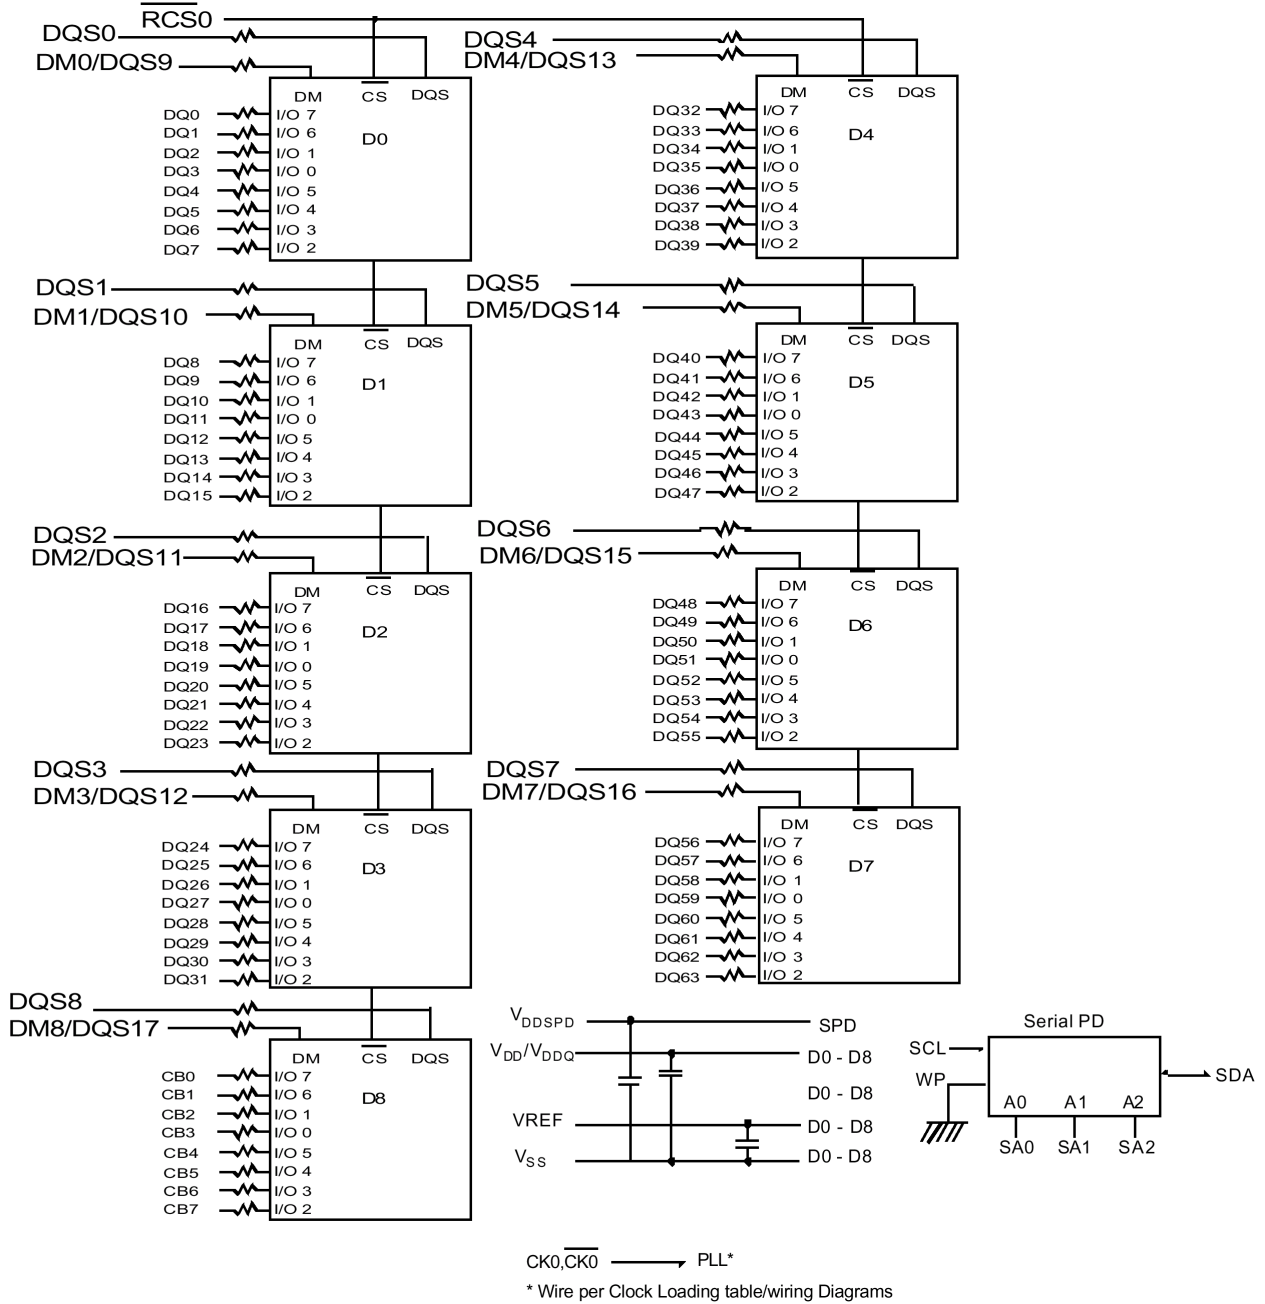 RCS0
DQS0
DM0/DQS9
DM CS DQS
D0
DQ0 I/O 7
DQ1 I/O 6
DQ2 I/O 1
DQ3 I/O 0
DQ4 I/O 5
DQ5 I/O 4
DQ6 I/O 3
DQ7 I/O 2
DQS1
DM1/DQS10
DM CS DQS
D1
DQ8 I/O 7
DQ9 I/O 6
DQ10 I/O 1
DQ11 I/O 0
DQ12 I/O 5
DQ13 I/O 4
DQ14 I/O 3
DQ15 I/O 2
DQS2
DM2/DQS11
DM CS DQS
D2
DQ16 I/O 7
DQ17 I/O 6
DQ18 I/O 1
DQ19 I/O 0
DQ20 I/O 5
DQ21 I/O 4
DQ22 I/O 3
DQ23 I/O 2
DQS3
DM3/DQS12
DM CS DQS
D3
DQ24 I/O 7
DQ25 I/O 6
DQ26 I/O 1
DQ27 I/O 0
DQ28 I/O 5
DQ29 I/O 4
DQ30 I/O 3
DQ31 I/O 2
DQS8
DM8/DQS17
DM CS DQS
D8
CB0 I/O 7
CB1 I/O 6
CB2 I/O 1
CB3 I/O 0
CB4 I/O 5
CB5 I/O 4
CB6 I/O 3
CB7 I/O 2
DQS4
DM4/DQS13
DM CS DQS
D4
DQ32 I/O 7
DQ33 I/O 6
DQ34 I/O 1
DQ35 I/O 0
DQ36 I/O 5
DQ37 I/O 4
DQ38 I/O 3
DQ39 I/O 2
DQS5
DM5/DQS14
DM CS DQS
D5
DQ40 I/O 7
DQ41 I/O 6
DQ42 I/O 1
DQ43 I/O 0
DQ44 I/O 5
DQ45 I/O 4
DQ46 I/O 3
DQ47 I/O 2
DQS6
DM6/DQS15
DM CS DQS
D6
DQ48 I/O 7
DQ49 I/O 6
DQ50 I/O 1
DQ51 I/O 0
DQ52 I/O 5
DQ53 I/O 4
DQ54 I/O 3
DQ55 I/O 2
DQS7
DM7/DQS16
DM CS DQS
D7
DQ56 I/O 7
DQ57 I/O 6
DQ58 I/O 1
DQ59 I/O 0
DQ60 I/O 5
DQ61 I/O 4
DQ62 I/O 3
DQ63 I/O 2
VDDSPD SPD
VDD/VDDQ D0 - D8
D0 - D8
VREF D0 - D8
VSS D0 - D8
Serial PD
SCL
WP
SDA
A0 A1 A2
SA0 SA1 SA2
CK0,CK0 PLL*
* Wire per Clock Loading table/wiring Diagrams